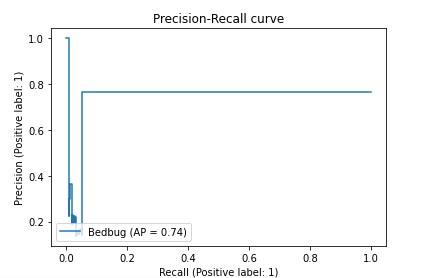 Precision-Recall curve
Precision (Positive label: 1)
1.0
0.8
0.6
0.4
0.2
Bedbug (AP = 0.74)
0.0 0.2 0.4 0.6 0.8 1.0
Recall (Positive label: 1)